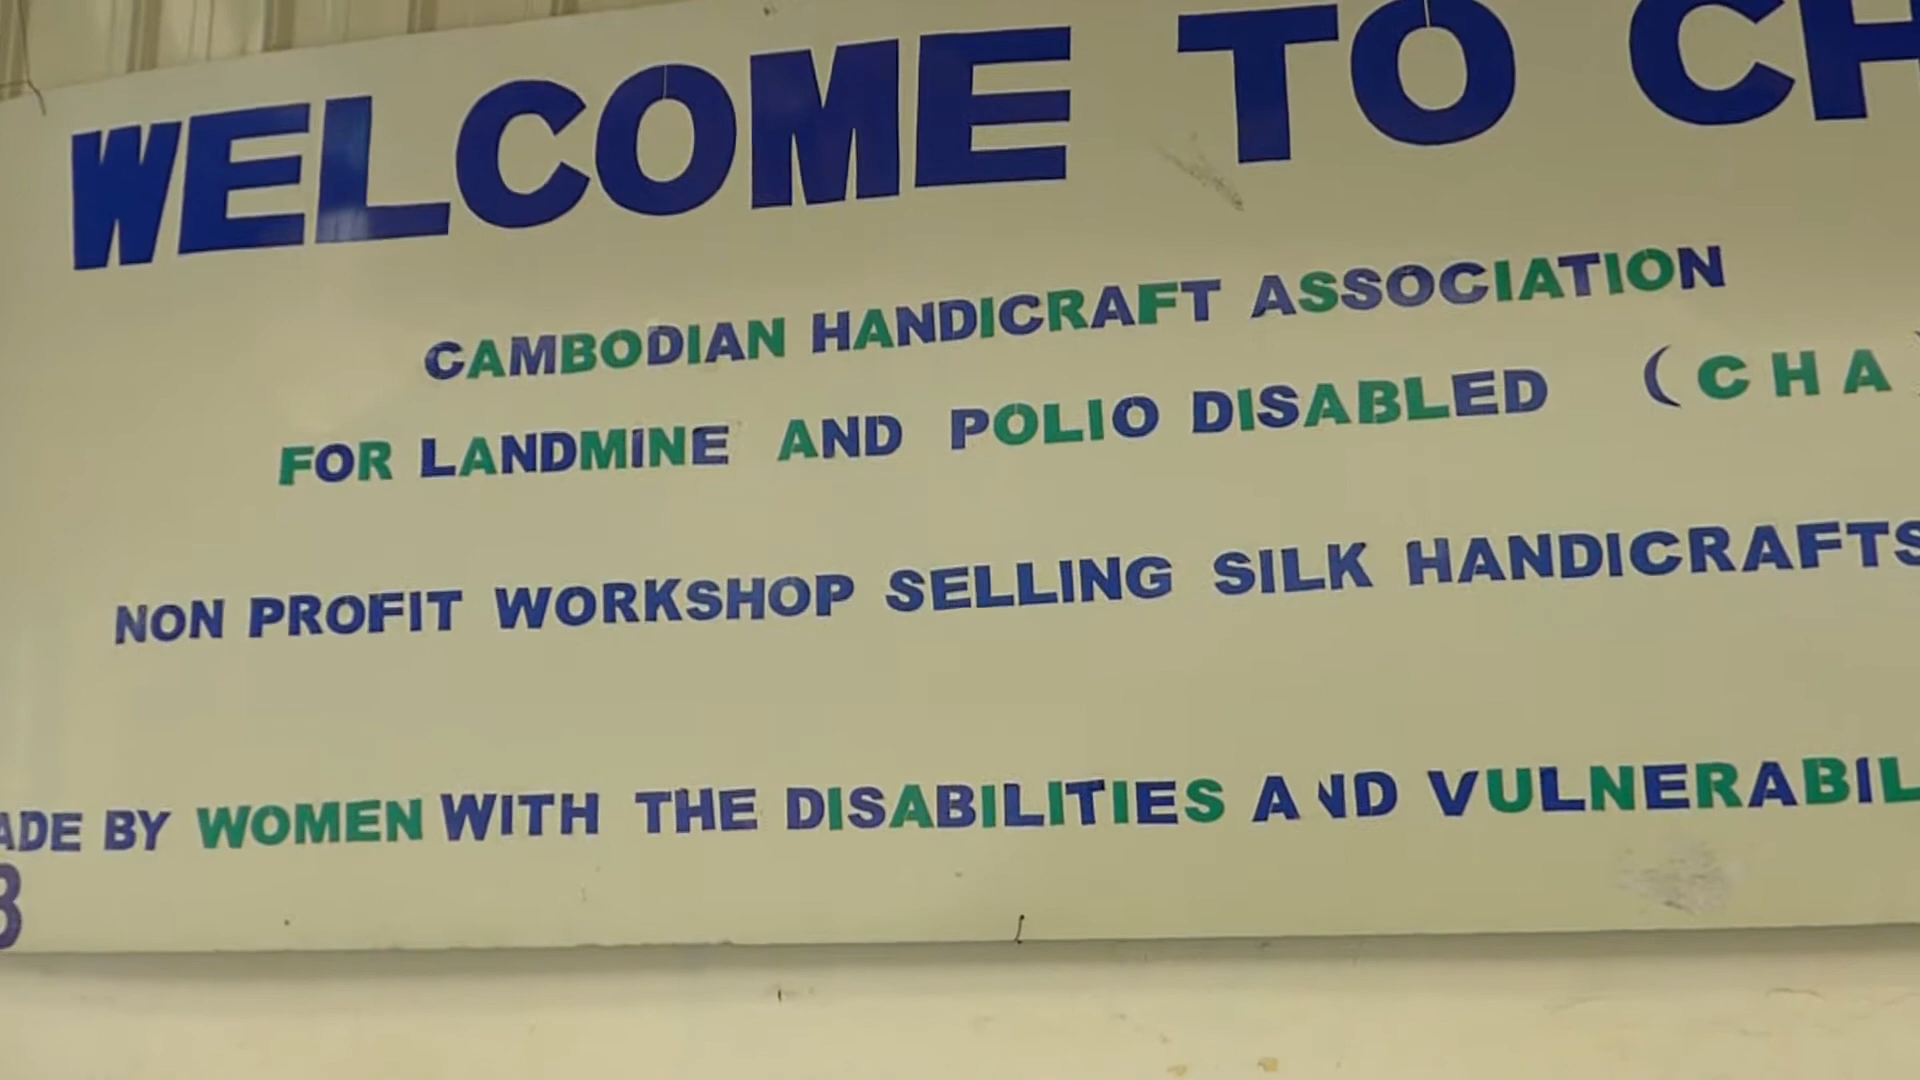 WELCOME TO CH
CAMBODIAN HANDICRAFT ASSOCIATION
FOR LANDMINE AND POLIO DISABLED (CHA)
NON PROFIT WORKSHOP SELLING SILK HANDICRAFTS
ADE BY WOMEN WITH THE DISABILITIES AND VULNERABIL
3